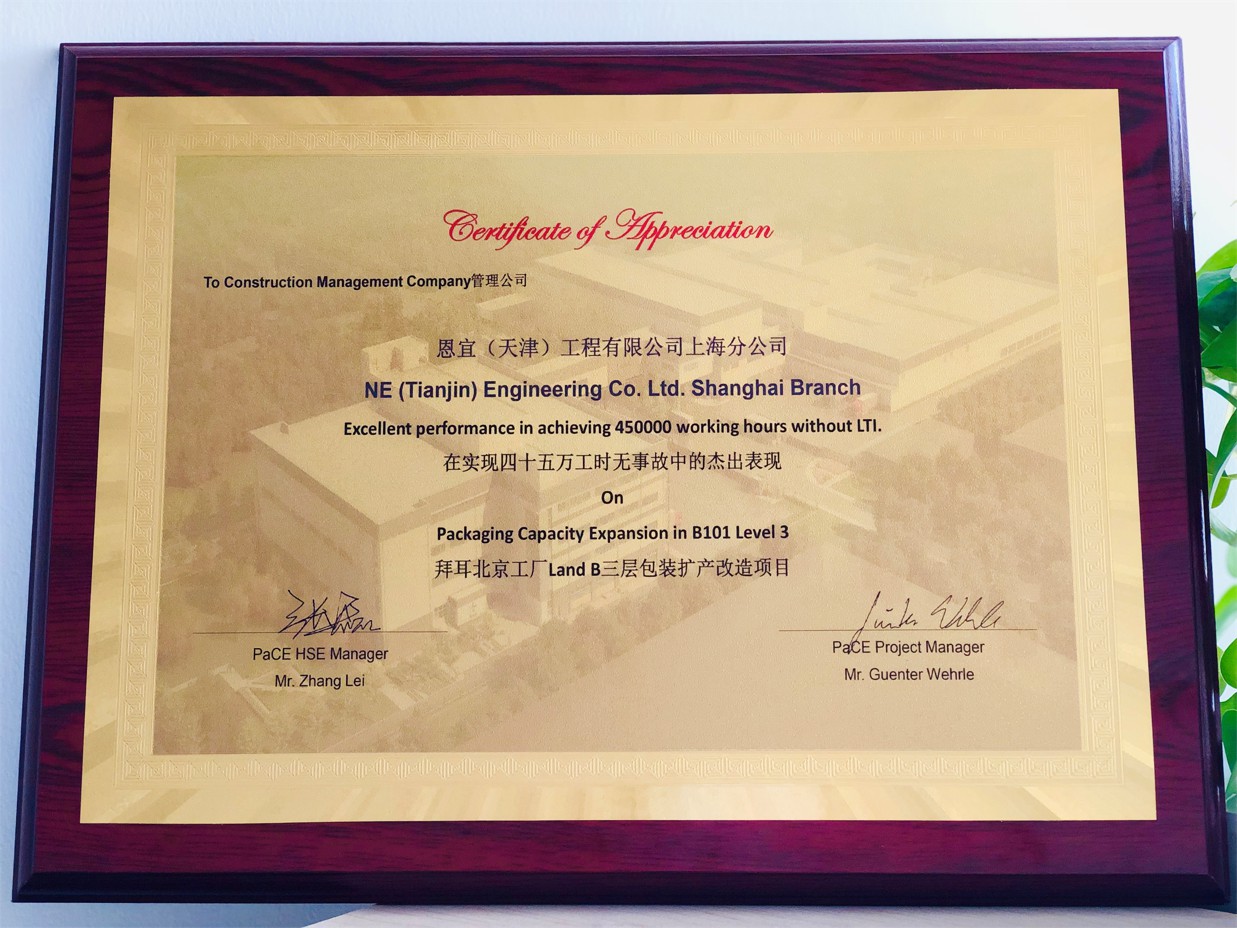 Certificate of Appreciation
To Construction Management Company管理公司
恩宜（天津）工程有限公司上海分公司
NE (Tianjin) Engineering Co. Ltd. Shanghai Branch
Excellent performance in achieving 450000 working hours without LTI.
在实现四十五万工时无事故中的杰出表现
On
Packaging Capacity Expansion in B101 Level 3
拜耳北京工厂Land B三层包装扩产改造项目
PaCE HSE Manager
Mr. Zhang Lei
PaCE Project Manager
Mr. Guenter Wehrle